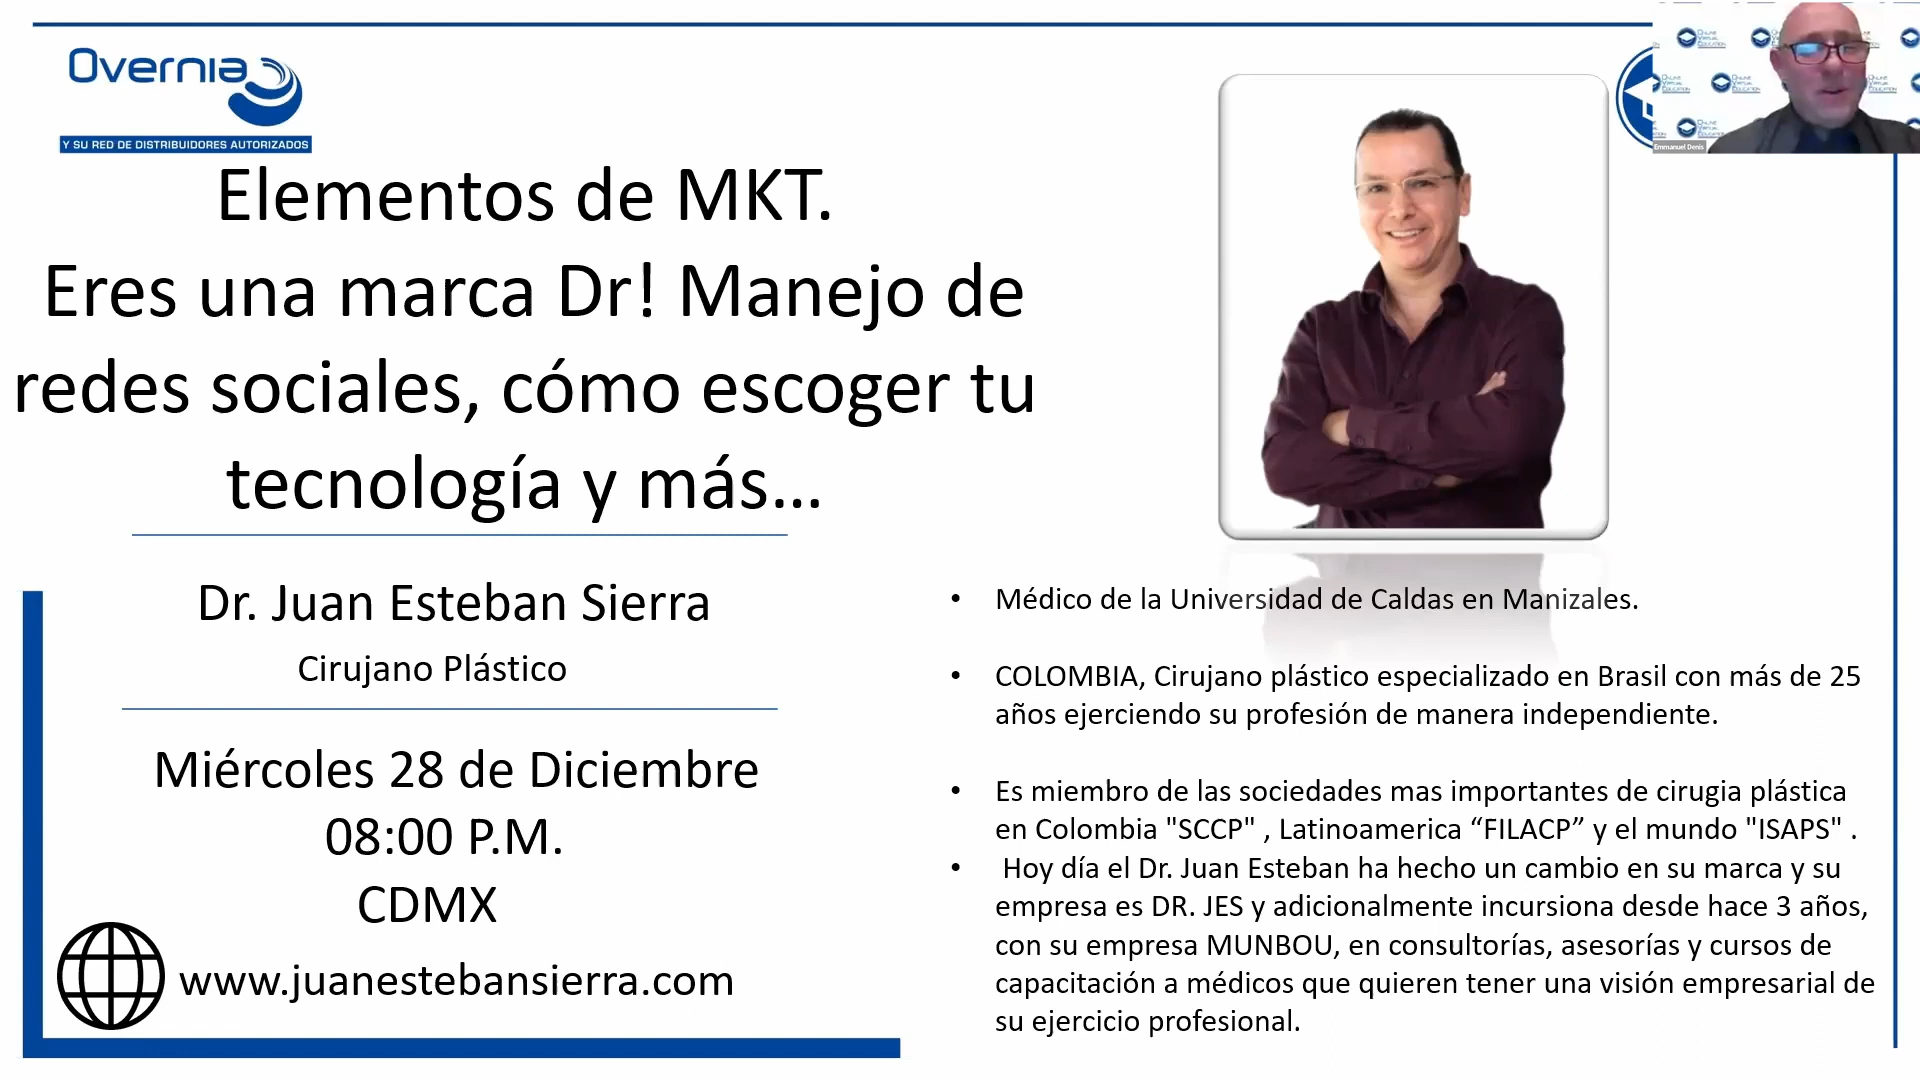 Overnia
Y SU RED DE DISTRIBUIDORES AUTORIZADOS
Elementos de MKT.
Eres una marca Dr! Manejo de
redes sociales, cómo escoger tu
tecnología y más...
Dr. Juan Esteban Sierra
Cirujano Plástico
Miércoles 28 de Diciembre
08:00 P.M.
CDMX
www.juanestebansierra.com
Emmanuel Denis
ONLINE
VIRTUAL
EDUCATION
• Médico de la Universidad de Caldas en Manizales.
• COLOMBIA, Cirujano plástico especializado en Brasil con más de 25
años ejerciendo su profesión de manera independiente.
• Es miembro de las sociedades mas importantes de cirugia plástica
en Colombia "SCCP" , Latinoamerica “FILACP” y el mundo "ISAPS" .
• Hoy día el Dr. Juan Esteban ha hecho un cambio en su marca y su
empresa es DR. JES y adicionalmente incursiona desde hace 3 años,
con su empresa MUNBOU, en consultorías, asesorías y cursos de
capacitación a médicos que quieren tener una visión empresarial de
su ejercicio profesional.